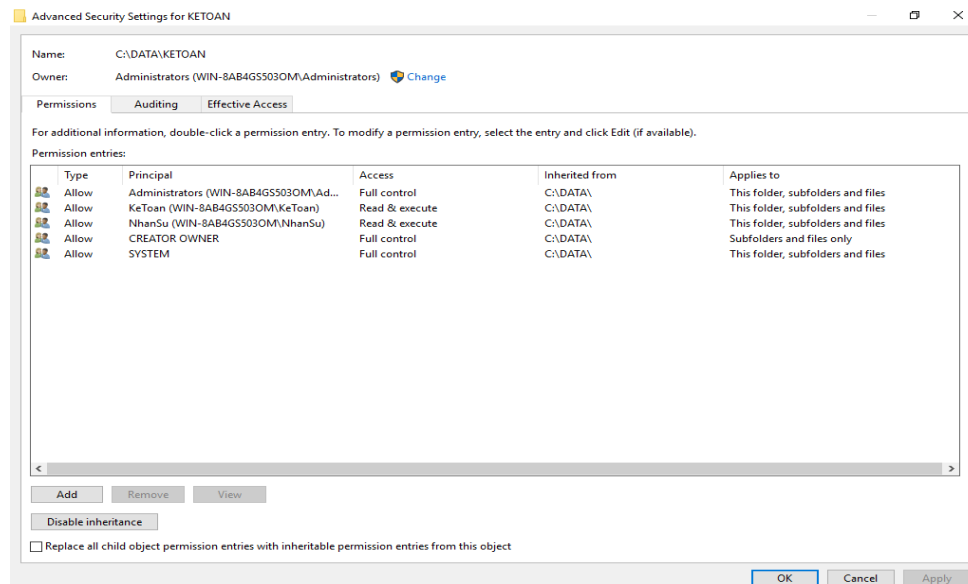 Advanced Security Settings for KETOAN
Name: C:\DATA\KETOAN
Owner: Administrators (WIN-8AB4GS503OM\Administrators) Change
Permissions Auditing Effective Access
For additional information, double-click a permission entry. To modify a permission entry, select the entry and click Edit (if available).
Permission entries:
Type Principal Access Inherited from Applies to
Allow Administrators (WIN-8AB4GS503OM\Ad... Full control C:\DATA\ This folder, subfolders and files
Allow KeToan (WIN-8AB4GS503OM\KeToan) Read & execute C:\DATA\ This folder, subfolders and files
Allow NhanSu (WIN-8AB4GS503OM\NhanSu) Read & execute C:\DATA\ This folder, subfolders and files
Allow CREATOR OWNER Full control C:\DATA\ Subfolders and files only
Allow SYSTEM Full control C:\DATA\ This folder, subfolders and files
Add Remove View
Disable inheritance
Replace all child object permission entries with inheritable permission entries from this object
OK Cancel Apply